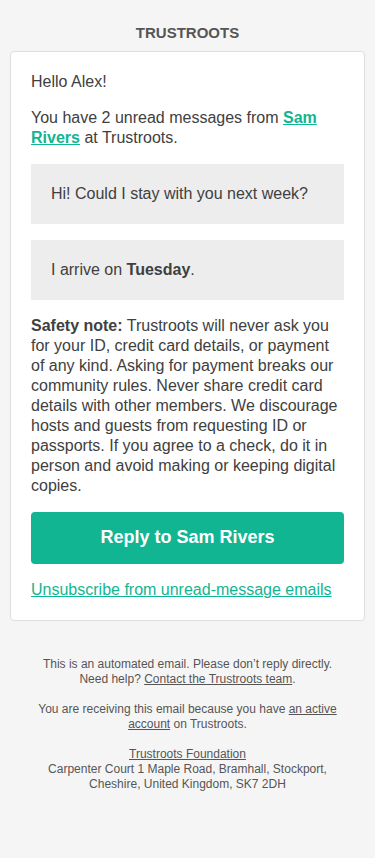 TRUSTROOTS
Hello Alex!
You have 2 unread messages from Sam
Rivers at Trustroots.
Hi! Could I stay with you next week?
I arrive on Tuesday.
Safety note: Trustroots will never ask you
for your ID, credit card details, or payment
of any kind. Asking for payment breaks our
community rules. Never share credit card
details with other members. We discourage
hosts and guests from requesting ID or
passports. If you agree to a check, do it in
person and avoid making or keeping digital
copies.
Reply to Sam Rivers
Unsubscribe from unread-message emails
This is an automated email. Please don’t reply directly.
Need help? Contact the Trustroots team.
You are receiving this email because you have an active
account on Trustroots.
Trustroots Foundation
Carpenter Court 1 Maple Road, Bramhall, Stockport,
Cheshire, United Kingdom, SK7 2DH